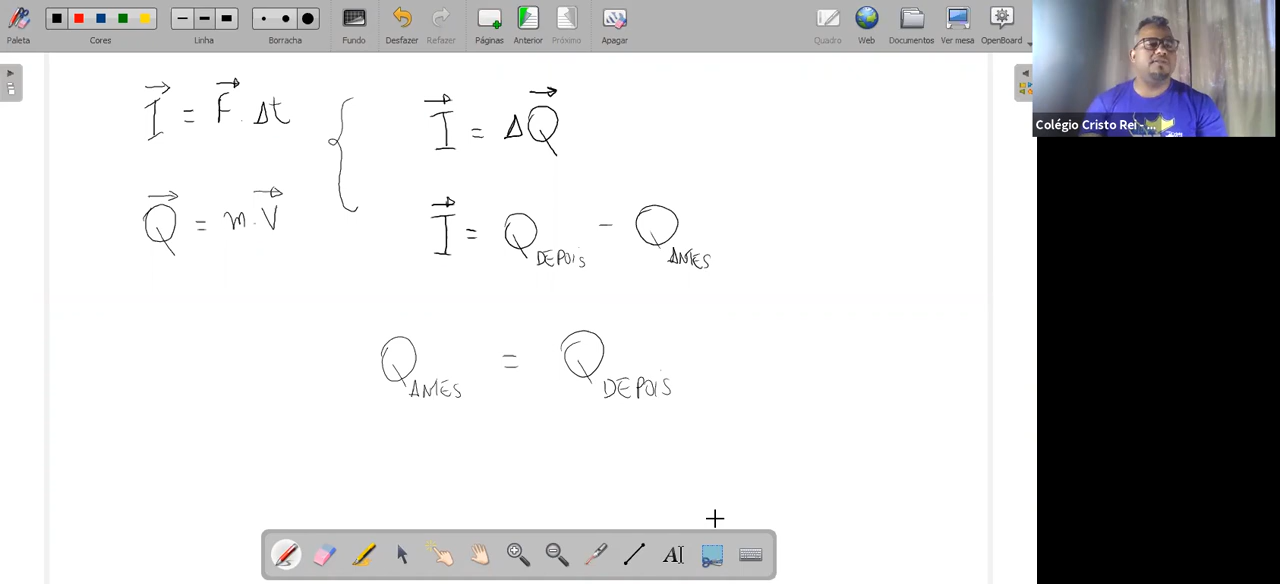 Paleta Cores Linha Borracha Fundo Desfazer Refazer Páginas Anterior Próximo Apagar Quadro Web Documentos Ver mesa OpenBoard
Colégio Cristo Rei - ...
I⃗ = F⃗ . Δt
I⃗ = ΔQ⃗
Q⃗ = m.V⃗
I⃗ = Q DEPOIS - Q ANTES
Q ANTES = Q DEPOIS
AI